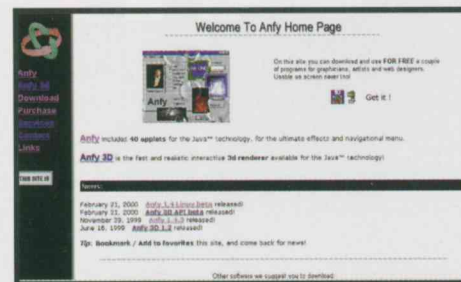 Welcome To Anfy Home Page
Anfy
Anfy 3d
Download
Purchase
Services
Contact
Links
On this site you can download and use FOR FREE a couple
of programs for graphicians, artists and web designers.
Usable as screen saver too!
Get it !
Anfy
Anfy includes 40 applets for the Java™ technology, for the ultimate effects and navigational menu.
Anfy 3D is the fast and realistic interactive 3d renderer available for the Java™ technology!
News:
February 21, 2000 Anfy 1.4 Linux beta released!
February 21, 2000 Anfy 3D API beta released!
November 29, 1999 Anfy 1.4.3 released!
June 16, 1999 Anfy 3D 1.2 released!
Tip: Bookmark / Add to favorites this site, and come back for news!
Other software we suggest you to download